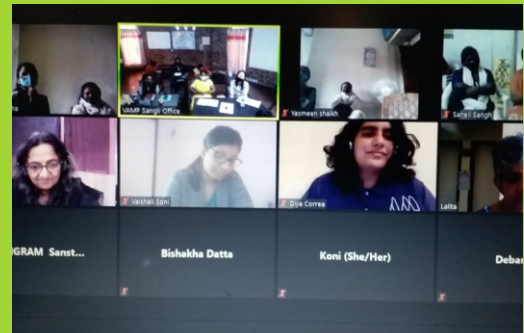 VAMP Sangli Office
Yasmeen shaikh
Saheli Sangh
Vaishali Soni
Diya Correa
Lalita
GRAM Sanst...
Bishakha Datta
Koni (She/Her)
Debar